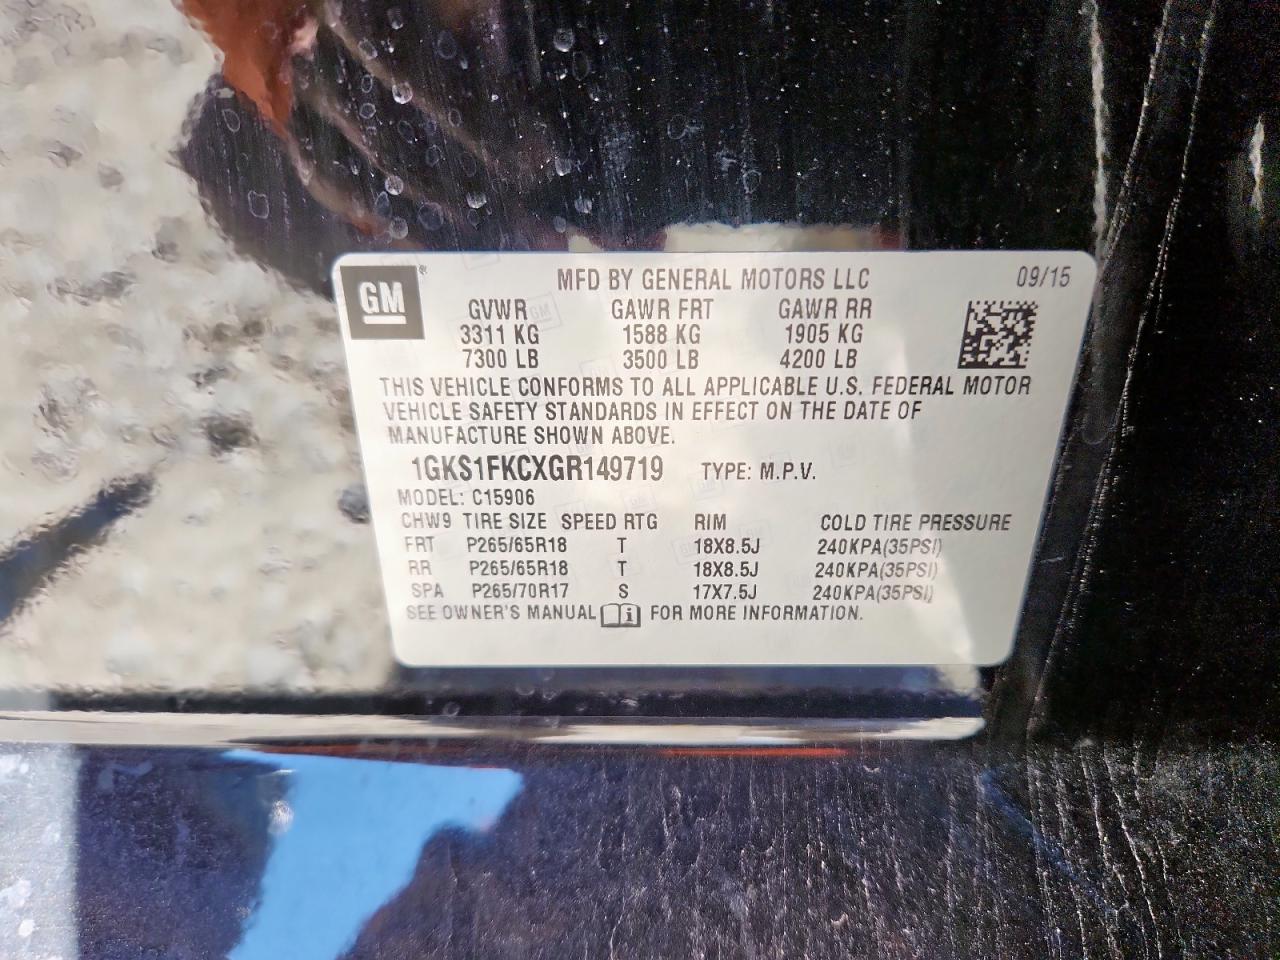 GM®
MFD BY GENERAL MOTORS LLC 09/15
GVWR GAWR FRT GAWR RR
3311 KG 1588 KG 1905 KG
7300 LB 3500 LB 4200 LB
THIS VEHICLE CONFORMS TO ALL APPLICABLE U.S. FEDERAL MOTOR
VEHICLE SAFETY STANDARDS IN EFFECT ON THE DATE OF
MANUFACTURE SHOWN ABOVE.
1GKS1FKCXGR149719 TYPE: M.P.V.
MODEL: C15906
CHW9 TIRE SIZE SPEED RTG RIM COLD TIRE PRESSURE
FRT P265/65R18 T 18X8.5J 240KPA(35PSI)
RR P265/65R18 T 18X8.5J 240KPA(35PSI)
SPA P265/70R17 S 17X7.5J 240KPA(35PSI)
SEE OWNER'S MANUAL i FOR MORE INFORMATION.